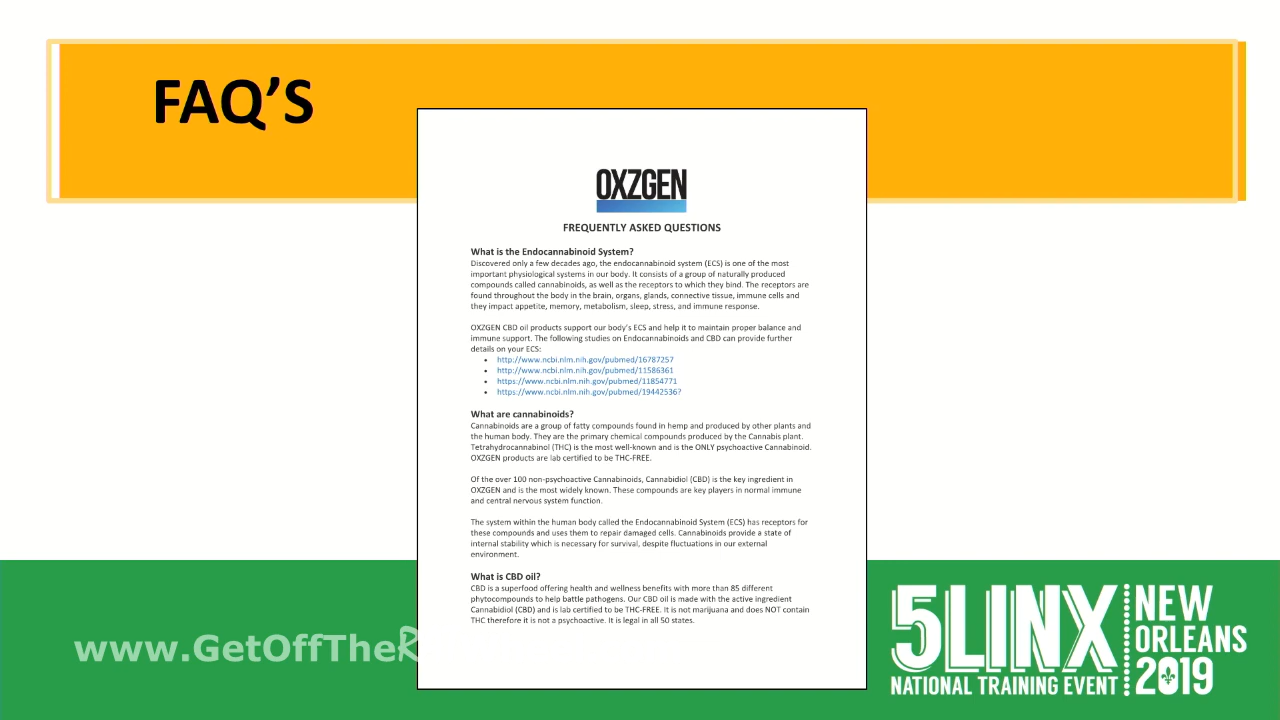 FAQ’S
OXZGEN
FREQUENTLY ASKED QUESTIONS
What is the Endocannabinoid System?
Discovered only a few decades ago, the endocannabinoid system (ECS) is one of the most
important physiological systems in our body. It consists of a group of naturally produced
compounds called cannabinoids, as well as the receptors to which they bind. The receptors are
found throughout the body in the brain, organs, glands, connective tissue, immune cells and
they impact appetite, memory, metabolism, sleep, stress, and immune response.
OXZGEN CBD oil products support our body’s ECS and help it to maintain proper balance and
immune support. The following studies on Endocannabinoids and CBD can provide further
details on your ECS:
• http://www.ncbi.nlm.nih.gov/pubmed/16787257
• http://www.ncbi.nlm.nih.gov/pubmed/11586361
• https://www.ncbi.nlm.nih.gov/pubmed/11854771
• https://www.ncbi.nlm.nih.gov/pubmed/19442536?
What are cannabinoids?
Cannabinoids are a group of fatty compounds found in hemp and produced by other plants and
the human body. They are the primary chemical compounds produced by the Cannabis plant.
Tetrahydrocannabinol (THC) is the most well-known and is the ONLY psychoactive Cannabinoid.
OXZGEN products are lab certified to be THC-FREE.
Of the over 100 non-psychoactive Cannabinoids, Cannabidiol (CBD) is the key ingredient in
OXZGEN and is the most widely known. These compounds are key players in normal immune
and central nervous system function.
The system within the human body called the Endocannabinoid System (ECS) has receptors for
these compounds and uses them to repair damaged cells. Cannabinoids provide a state of
internal stability which is necessary for survival, despite fluctuations in our external
environment.
What is CBD oil?
CBD is a superfood offering health and wellness benefits with more than 85 different
phytocompounds to help battle pathogens. Our CBD oil is made with the active ingredient
Cannabidiol (CBD) and is lab certified to be THC-FREE. It is not marijuana and does NOT contain
THC therefore it is not a psychoactive. It is legal in all 50 states.
www.GetOffTheR
5LINX
NATIONAL TRAINING EVENT
NEW
ORLEANS
2019